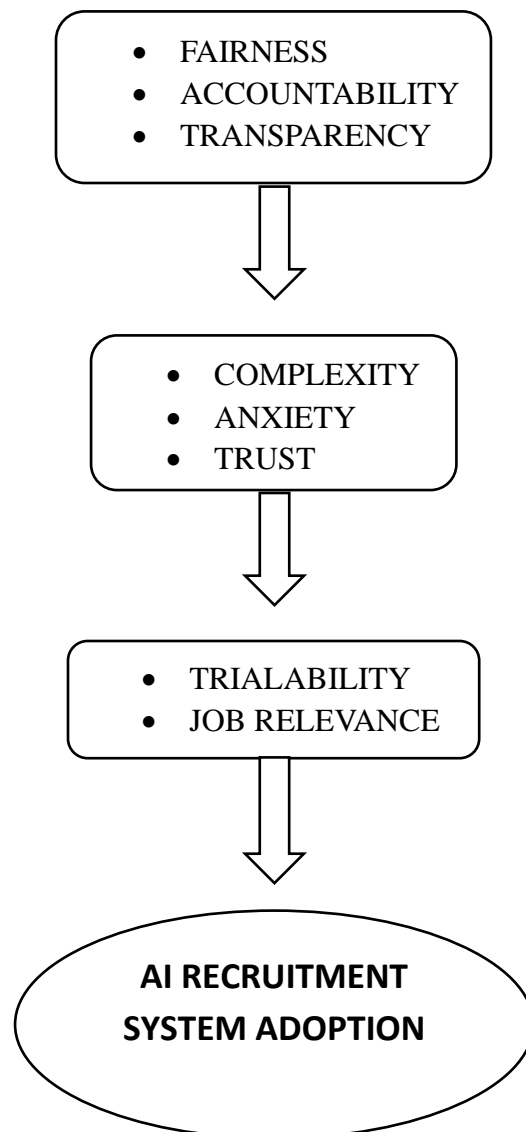 • FAIRNESS
• ACCOUNTABILITY
• TRANSPARENCY
• COMPLEXITY
• ANXIETY
• TRUST
• TRIALABILITY
• JOB RELEVANCE
AI RECRUITMENT
SYSTEM ADOPTION